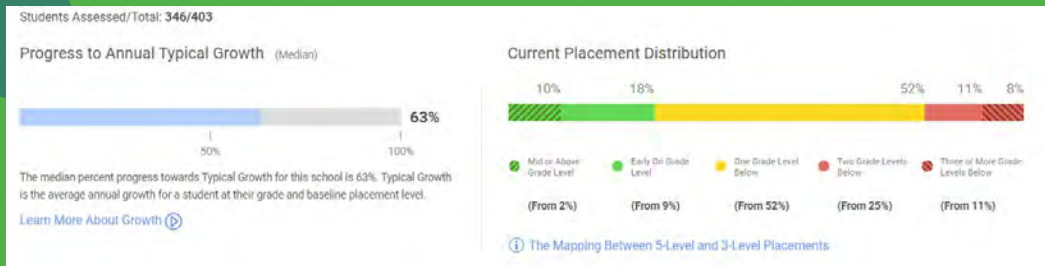 Students Assessed/Total: 346/403
Progress to Annual Typical Growth (Median)
63%
50%
100%
The median percent progress towards Typical Growth for this school is 63%. Typical Growth
is the average annual growth for a student at their grade and baseline placement level.
Learn More About Growth
Current Placement Distribution
10% 18% 52% 11% 8%
Mid or Above
Grade Level
(From 2%)
Early On Grade
Level
(From 9%)
One Grade Level
Below
(From 52%)
Two Grade Levels
Below
(From 25%)
Three or More Grade
Levels Below
(From 11%)
The Mapping Between 5-Level and 3-Level Placements